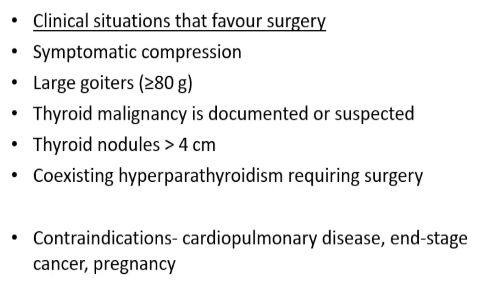 • Clinical situations that favour surgery
• Symptomatic compression
• Large goiters (≥80 g)
• Thyroid malignancy is documented or suspected
• Thyroid nodules > 4 cm
• Coexisting hyperparathyroidism requiring surgery
• Contraindications- cardiopulmonary disease, end-stage
cancer, pregnancy